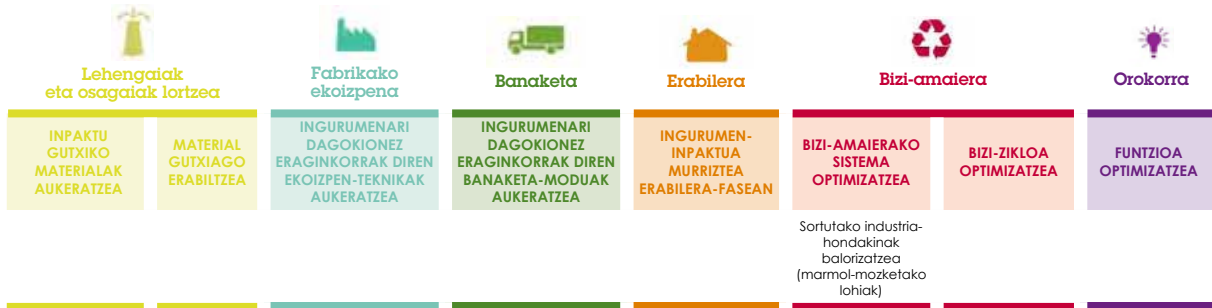 Lehengaiak
eta osagaiak lortzea
Fabrikako
ekoizpena
Banaketa
Erabilera
Bizi-amaiera
Orokorra
INPAKTU
GUTXIKO
MATERIALAK
AUKERATZEA
MATERIAL
GUTXIAGO
ERABILTZEA
INGURUMENARI
DAGOKIONEZ
ERAGINKORRAK DIREN
EKOIZPEN-TEKNIKAK
AUKERATZEA
INGURUMENARI
DAGOKIONEZ
ERAGINKORRAK DIREN
BANAKETA-MODUAK
AUKERATZEA
INGURUMEN-
INPAKTUA
MURRIZTEA
ERABILERA-FASEAN
BIZI-AMAIERAKO
SISTEMA
OPTIMIZATZEA
BIZI-ZIKLOA
OPTIMIZATZEA
FUNTZIOA
OPTIMIZATZEA
Sortutako industria-
hondakinak
balorizatzea
(marmol-mozketako
lohiak)